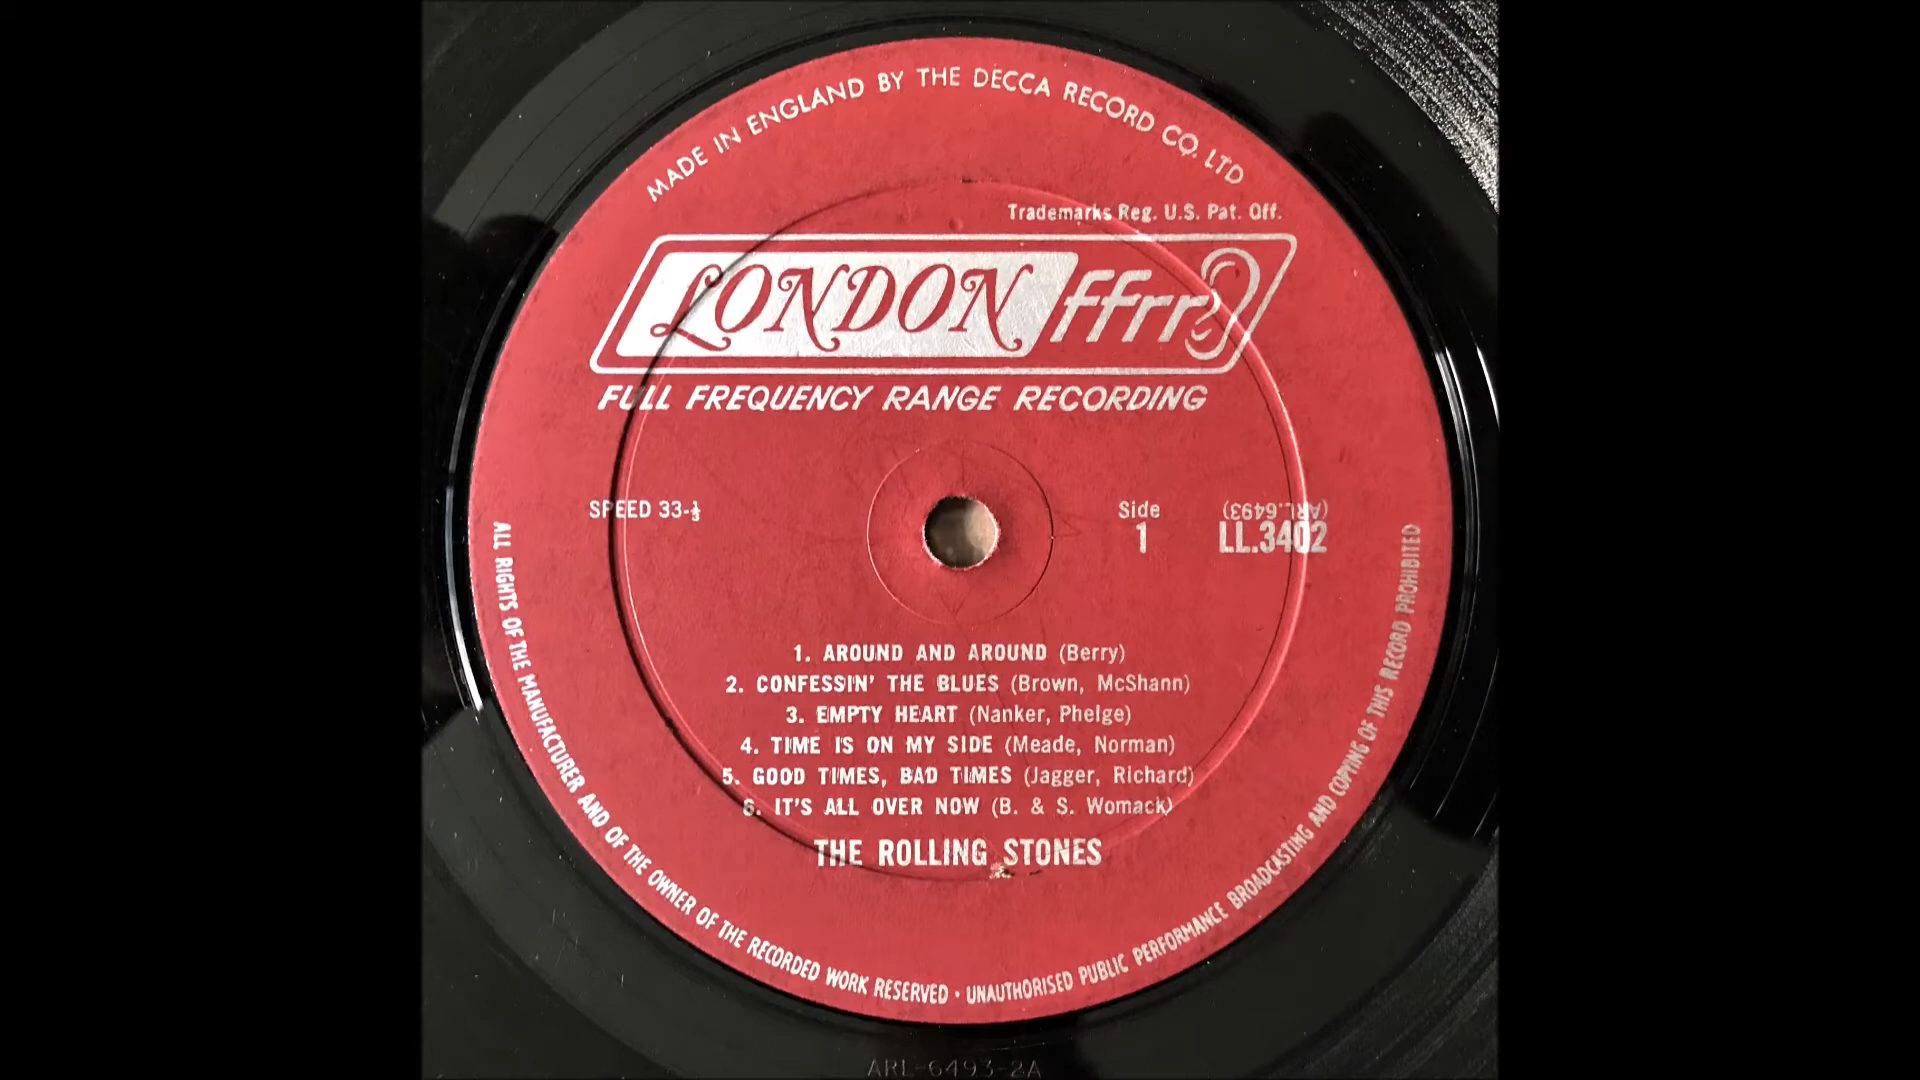 MADE IN ENGLAND BY THE DECCA RECORD CO. LTD
Trademarks Reg. U.S. Pat. Off.
LONDON ffrr
FULL FREQUENCY RANGE RECORDING
SPEED 33-⅓
Side
1
(ARL.6493)
LL.3402
1. AROUND AND AROUND (Berry)
2. CONFESSIN' THE BLUES (Brown, McShann)
3. EMPTY HEART (Nanker, Phelge)
4. TIME IS ON MY SIDE (Meade, Norman)
5. GOOD TIMES, BAD TIMES (Jagger, Richard)
6. IT'S ALL OVER NOW (B. & S. Womack)
THE ROLLING STONES
ALL RIGHTS OF THE MANUFACTURER AND OF THE OWNER OF THE RECORDED WORK RESERVED · UNAUTHORISED PUBLIC PERFORMANCE BROADCASTING AND COPYING OF THIS RECORD PROHIBITED
ARL-6493-2A